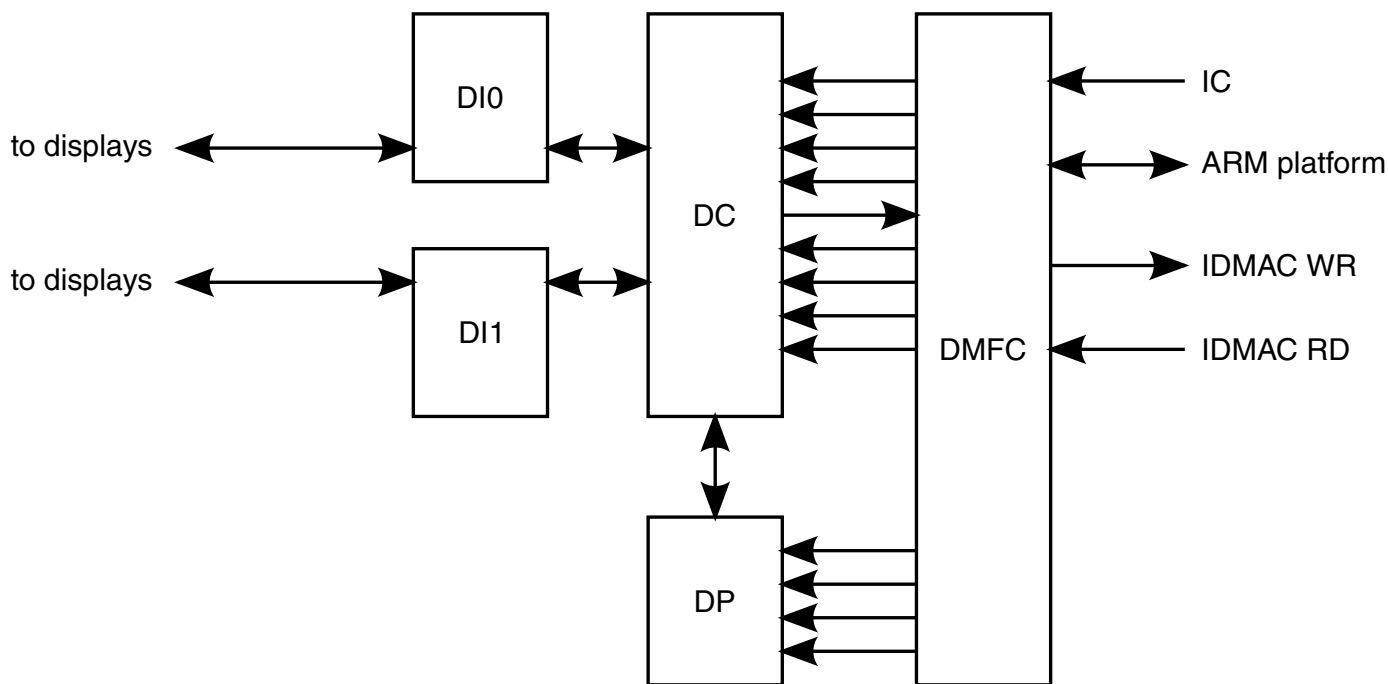 DI0
to displays
DC
to displays
DI1
DP
DMFC
IC
ARM platform
IDMAC WR
IDMAC RD